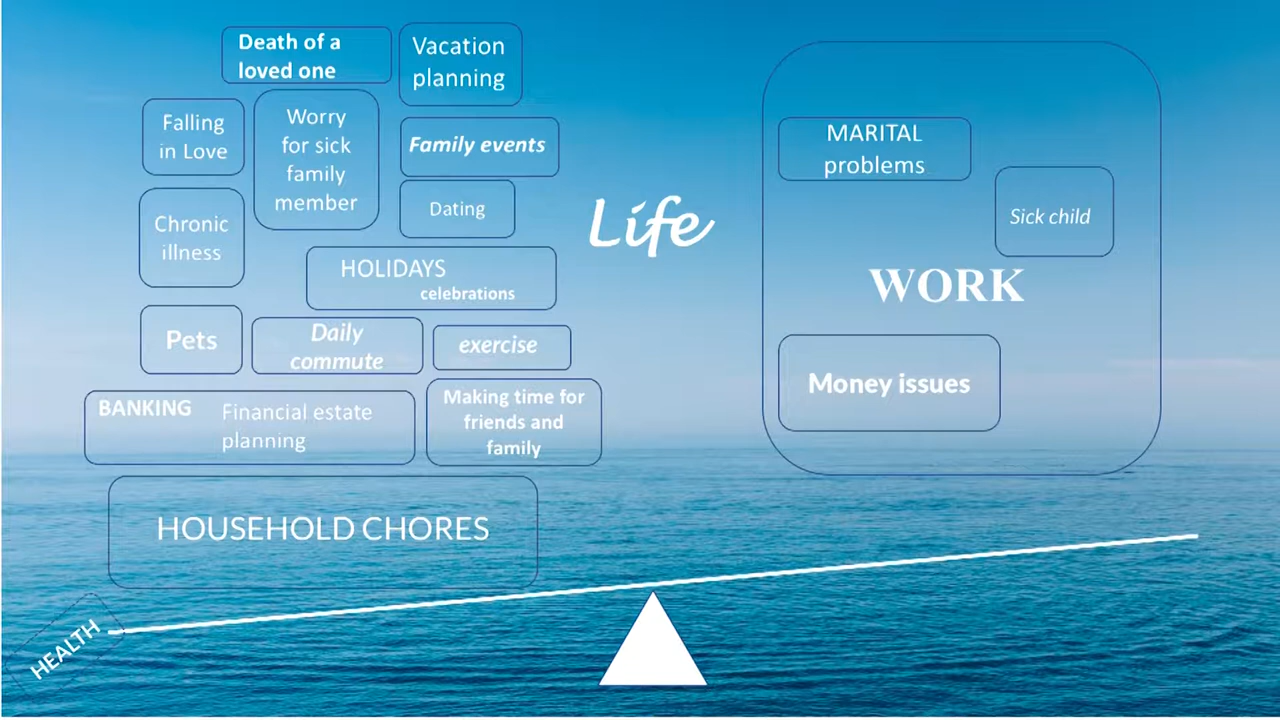 Death of a
loved one
Vacation
planning
Falling
in Love
Worry
for sick
family
member
Family events
Chronic
illness
Dating
HOLIDAYS
celebrations
Pets
Daily
commute
exercise
BANKING
Financial estate
planning
Making time for
friends and
family
HOUSEHOLD CHORES
HEALTH
Life
MARITAL
problems
Sick child
WORK
Money issues